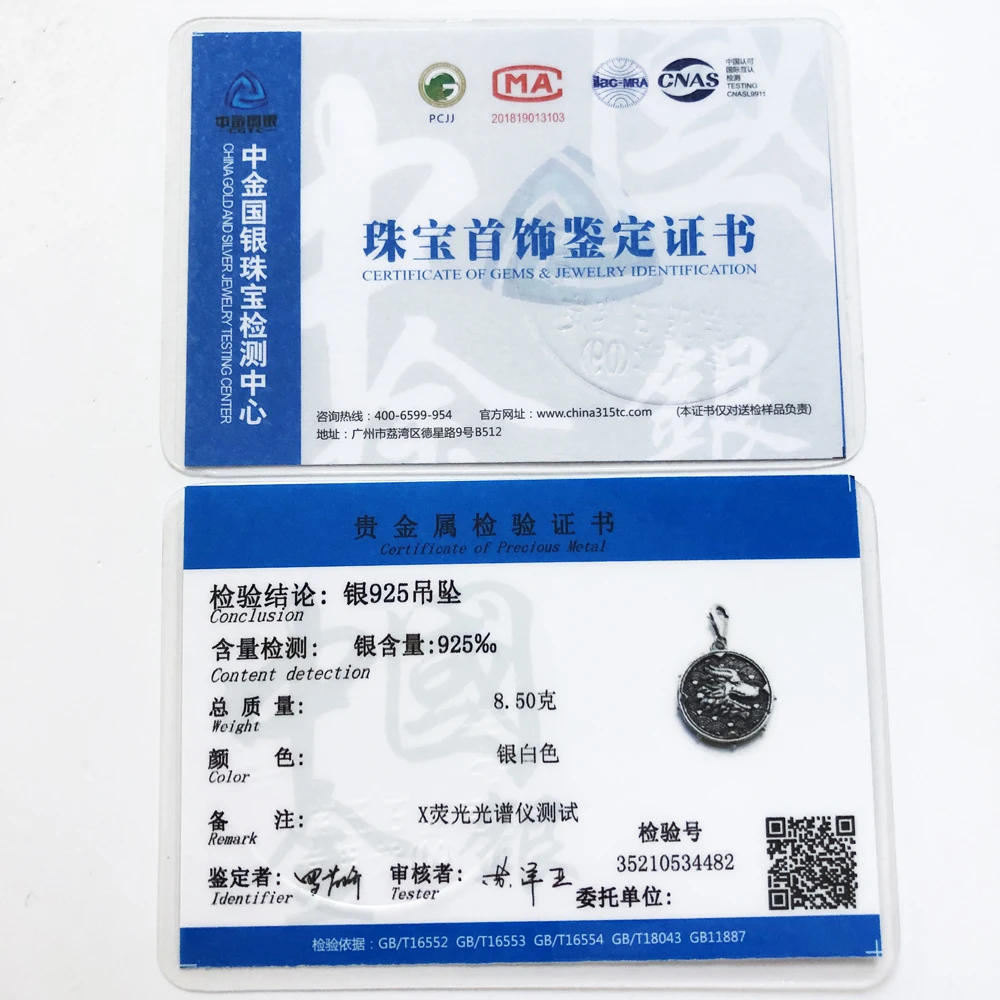 中金国银
CGTC
中金国银珠宝检测中心
CHINA GOLD AND SILVER JEWELRY TESTING CENTER
PCJJ
MA
201819013103
ilac-MRA
CNAS
中国认可
国际互认
检测
TESTING
CNASL9911
珠宝首饰鉴定证书
CERTIFICATE OF GEMS & JEWELRY IDENTIFICATION
咨询热线：400-6599-954 官方网址：www.china315tc.com (本证书仅对送检样品负责)
地址：广州市荔湾区德星路9号B512
贵金属检验证书
Certificate of Precious Metal
检验结论: 银925吊坠
Conclusion
含量检测: 银含量:925‰
Content detection
总质量: 8.50克
Weight
颜色: 银白色
Color
备注: X荧光光谱仪测试
Remark
检验号
35210534482
鉴定者: 审核者:
Identifier Tester
委托单位:
检验依据：GB/T16552 GB/T16553 GB/T16554 GB/T18043 GB11887